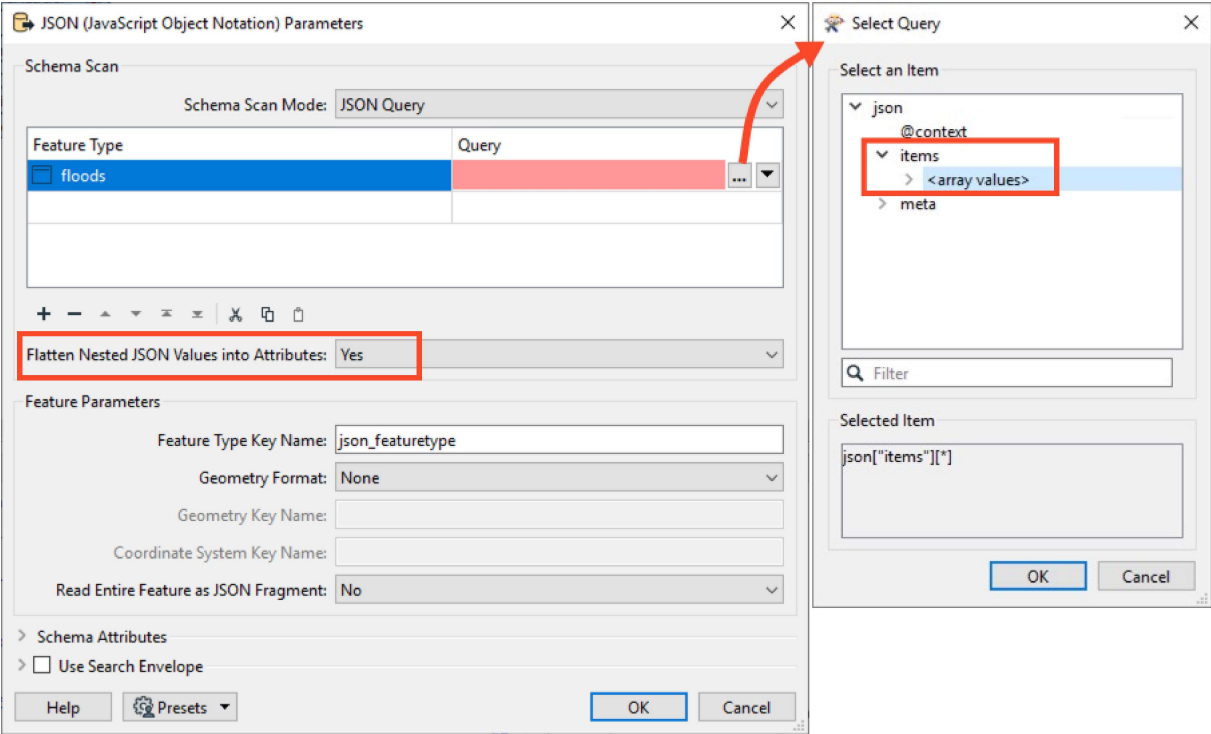 JSON (JavaScript Object Notation) Parameters
Schema Scan
Schema Scan Mode: JSON Query
Feature Type Query
floods ...
Flatten Nested JSON Values into Attributes: Yes
Feature Parameters
Feature Type Key Name: json_featuretype
Geometry Format: None
Geometry Key Name:
Coordinate System Key Name:
Read Entire Feature as JSON Fragment: No
Schema Attributes
Use Search Envelope
Help Presets OK Cancel
Select Query
Select an Item
json
@context
items
<array values>
meta
Filter
Selected Item
json["items"][*]
OK Cancel